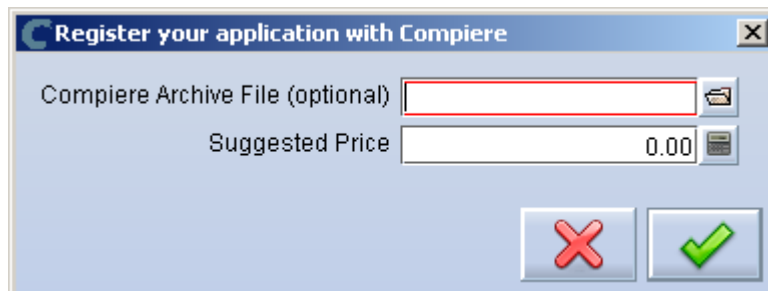 Register your application with Compiere
Compiere Archive File (optional)
Suggested Price 0.00